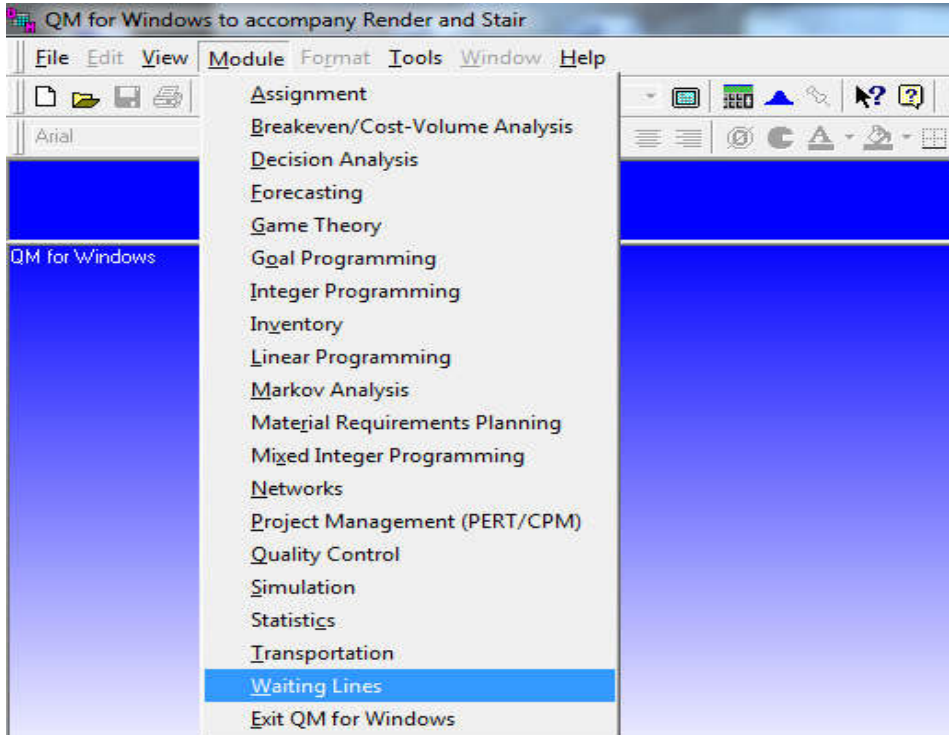 QM for Windows to accompany Render and Stair
File Edit View Module Format Tools Window Help
Arial
QM for Windows
Assignment
Breakeven/Cost-Volume Analysis
Decision Analysis
Forecasting
Game Theory
Goal Programming
Integer Programming
Inventory
Linear Programming
Markov Analysis
Material Requirements Planning
Mixed Integer Programming
Networks
Project Management (PERT/CPM)
Quality Control
Simulation
Statistics
Transportation
Waiting Lines
Exit QM for Windows